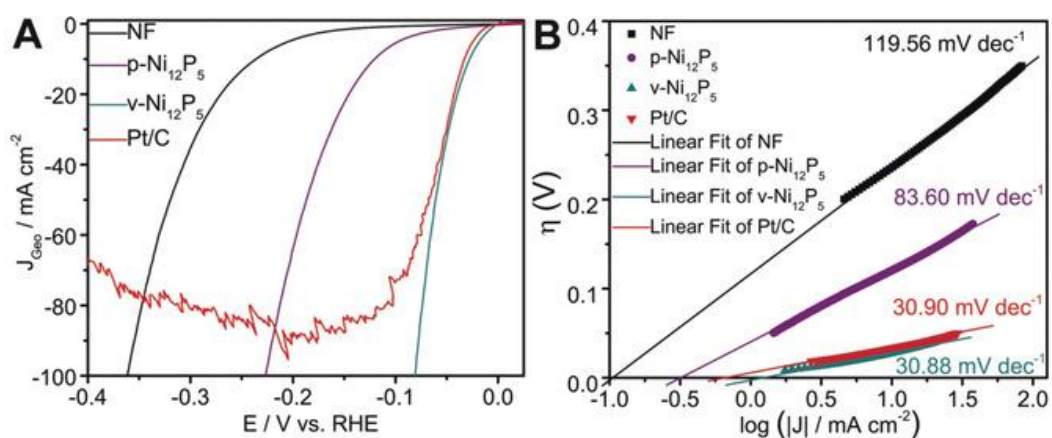 A
NF
p-Ni₁₂P₅
v-Ni₁₂P₅
Pt/C
J_Geo / mA cm⁻²
0
-20
-40
-60
-80
-100
-0.4 -0.3 -0.2 -0.1 0.0
E / V vs. RHE
B
NF
p-Ni₁₂P₅
v-Ni₁₂P₅
Pt/C
Linear Fit of NF
Linear Fit of p-Ni₁₂P₅
Linear Fit of v-Ni₁₂P₅
Linear Fit of Pt/C
119.56 mV dec⁻¹
83.60 mV dec⁻¹
30.90 mV dec⁻¹
30.88 mV dec⁻¹
η (V)
0.4
0.3
0.2
0.1
0.0
-1.0 -0.5 0.0 0.5 1.0 1.5 2.0
log (|J| / mA cm⁻²)